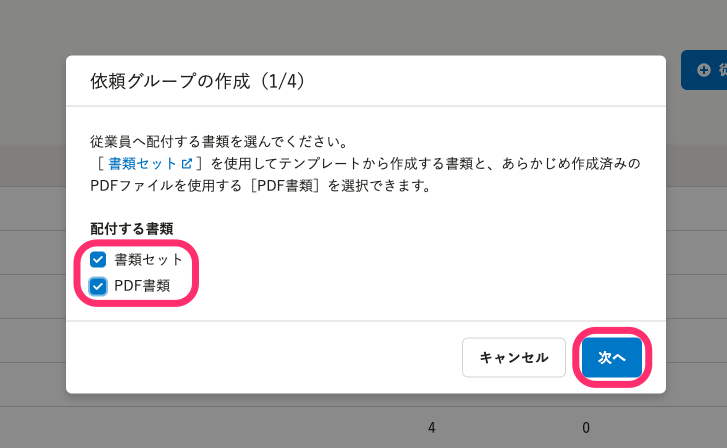 依頼グループの作成（1/4）
従業員へ配付する書類を選んでください。
［ 書類セット ］を使用してテンプレートから作成する書類と、あらかじめ作成済みの
PDFファイルを使用する［PDF書類］を選択できます。
配付する書類
書類セット
PDF書類
キャンセル
次へ
4 0